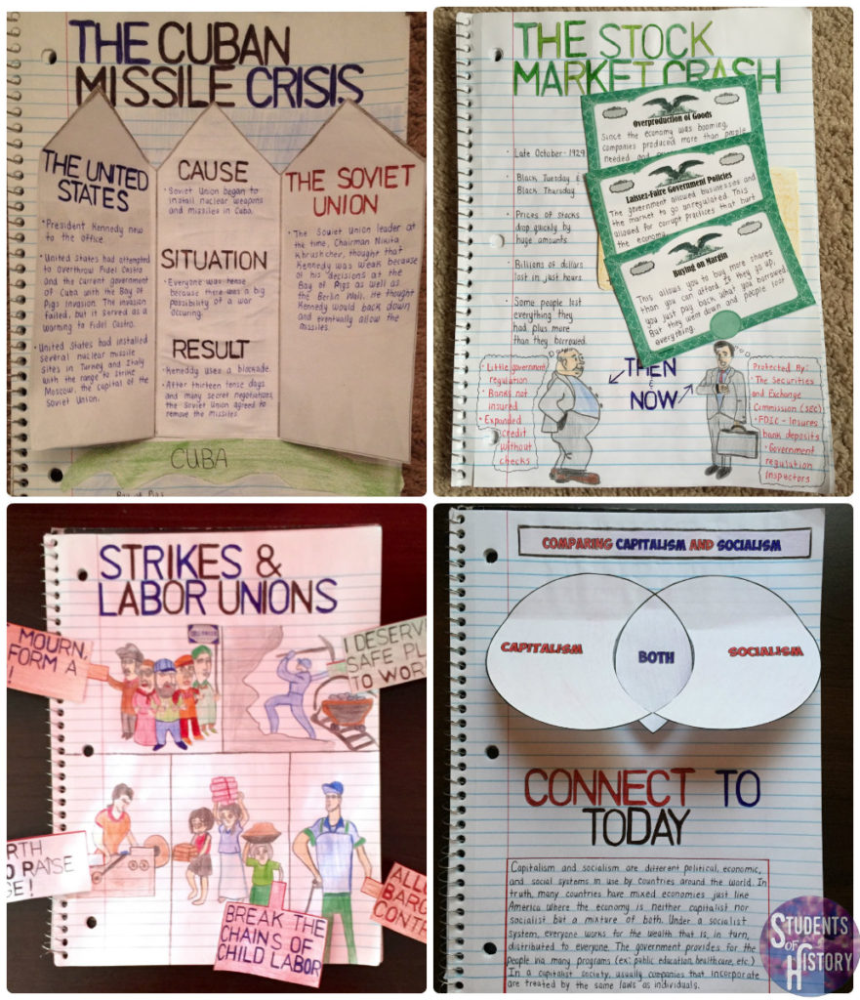 THE CUBAN
MISSILE CRISIS
THE UNITED
STATES
• President Kennedy new
to the office.
• United States had attempted
to overthrow Fidel Castro
and the current government
of Cuba with the Bay of
Pigs Invasion. The invasion
failed, but it served as a
warning to Fidel Castro.
• United States had installed
several nuclear missile
sites in Turkey and Italy
with the range to strike
Moscow, the capital of the
Soviet Union.
CAUSE
• Soviet Union began to
install nuclear weapons
and missiles in Cuba.
SITUATION
• Everyone was tense
because there was a big
possibility of a war
occuring.
RESULT
• Keneddy uses a blockade.
• After thirteen tense days
and many secret negotiations,
the Soviet Union agreed to
remove the missiles.
THE SOVIET
UNION
• The Soviet Union leader at
the time, Chairman Nikita
Khrushcher, thought that
Kennedy was weak because
of his decisions at the
Bay of Pigs as well as
the Berlin Wall. He thought
Kennedy would back down
and eventually allow the
missiles.
CUBA
THE STOCK
MARKET CRASH
• Late October - 1929
• Black Tuesday &
Black Thursday
• Prices of stocks
drop quickly by
huge amounts.
• Billions of dollars
lost in just hours.
• Some people lost
everything they
had plus more
than they borrowed.
Overproduction of Goods
Since the economy was booming,
companies produced more than people
needed and
Laissez-Faire Government Policies
The government allowed businesses and
the market to go unregulated. This
allowed for corrupt practises that hurt
the economy.
Buying on Margin
This allows you to buy more shares
than you can afford. If they go up,
you just pay back what you borrowed.
But they went down and people lost
everything.
• Little government
regulation
• Banks not
insured
• Expanded
credit
without
checks
THEN
&
NOW
Protected By:
• The Securities
and Exchange
Commission (SEC)
• FDIC - Insures
bank deposits
• Government
regulation
Inspectors
STRIKES &
LABOR UNIONS
MOURN,
FORM A
!
I DESERVE
SAFE PL
TO WOR
RTH
O RAISE
GE!
BREAK THE
CHAINS OF
CHILD LABOR
ALL
BARG
CONTR
COMPARING CAPITALISM AND SOCIALISM
CAPITALISM
BOTH
SOCIALISM
CONNECT TO
TODAY
Capitalism and socialism are different political, economic,
and social systems in use by countries around the world. In
truth, many countries have mixed economies just like
America where the economy is neither capitalist nor
socialist but a mixture of both. Under a socialist
system, everyone works for the wealth that is, in turn,
distributed to everyone. The government provides for the
people via many programs (ex: public education, healthcare, etc.)
In a capitalist society, usually companies that incorporate
are treated by the same laws as individuals.
STUDENTS
OF
HISTORY